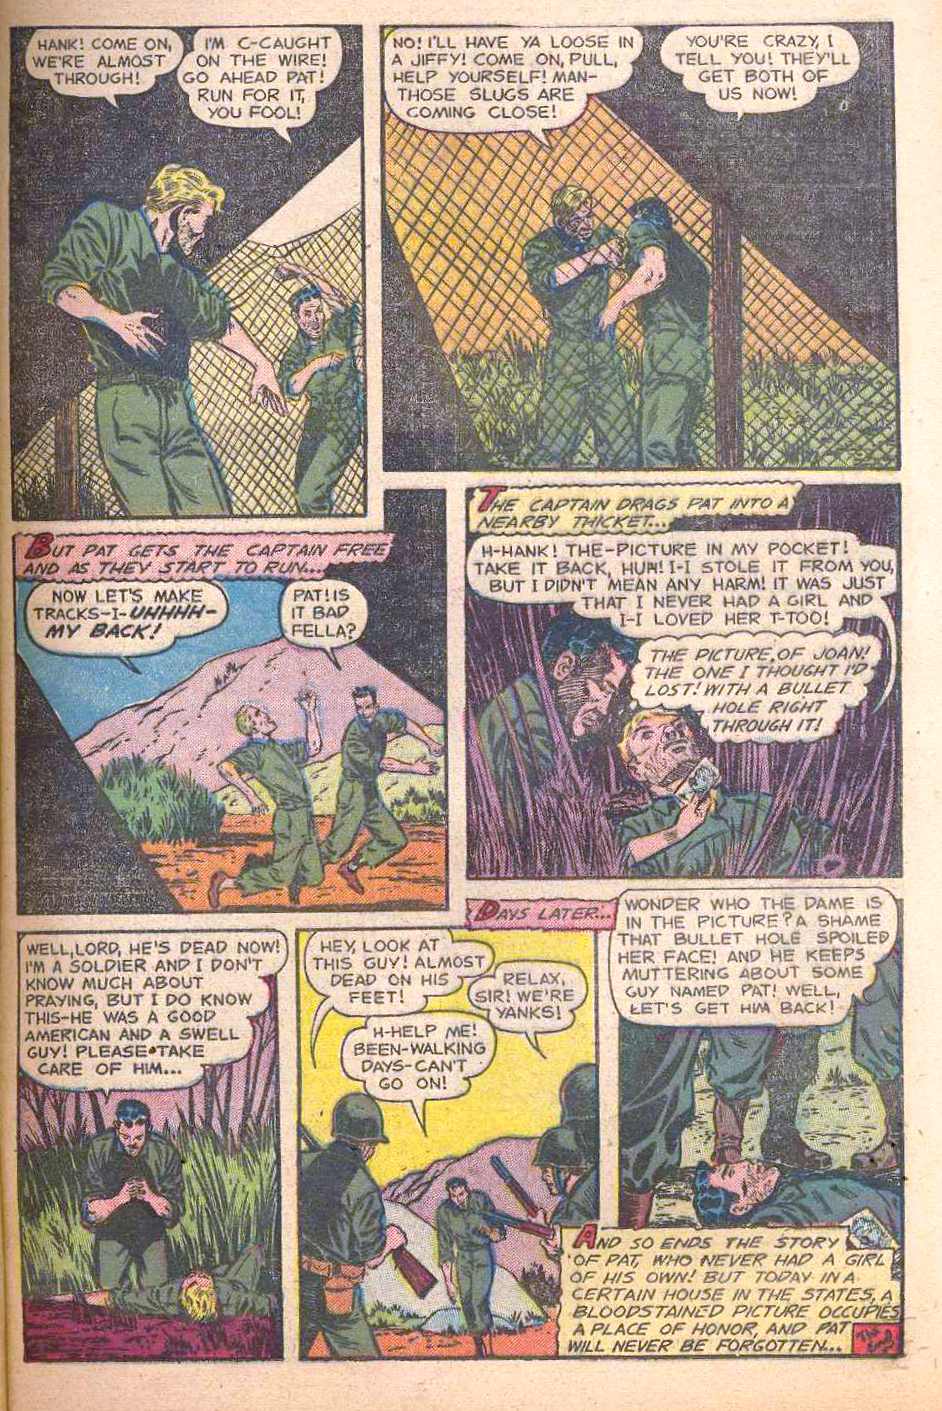 HANK! COME ON,
WE'RE ALMOST
THROUGH!
I'M C-CAUGHT
ON THE WIRE!
GO AHEAD PAT!
RUN FOR IT,
YOU FOOL!
NO! I'LL HAVE YA LOOSE IN
A JIFFY! COME ON, PULL,
HELP YOURSELF! MAN-
THOSE SLUGS ARE
COMING CLOSE!
YOU'RE CRAZY, I
TELL YOU! THEY'LL
GET BOTH OF
US NOW!
BUT PAT GETS THE CAPTAIN FREE
AND AS THEY START TO RUN...
NOW LET'S MAKE
TRACKS-I-UHHHH-
MY BACK!
PAT! IS
IT BAD
FELLA?
THE CAPTAIN DRAGS PAT INTO A
NEARBY THICKET...
H-HANK! THE-PICTURE IN MY POCKET!
TAKE IT BACK, HUH! I-I STOLE IT FROM YOU,
BUT I DIDN'T MEAN ANY HARM! IT WAS JUST
THAT I NEVER HAD A GIRL AND
I-I LOVED HER T-TOO!
THE PICTURE, OF JOAN!
THE ONE I THOUGHT I'D
LOST! WITH A BULLET
HOLE RIGHT
THROUGH IT!
WELL, LORD, HE'S DEAD NOW!
I'M A SOLDIER AND I DON'T
KNOW MUCH ABOUT
PRAYING, BUT I DO KNOW
THIS-HE WAS A GOOD
AMERICAN AND A SWELL
GUY! PLEASE TAKE
CARE OF HIM...
DAYS LATER...
HEY, LOOK AT
THIS GUY! ALMOST
DEAD ON HIS
FEET!
RELAX,
SIR! WE'RE
YANKS!
H-HELP ME!
BEEN-WALKING
DAYS-CAN'T
GO ON!
WONDER WHO THE DAME IS
IN THE PICTURE? A SHAME
THAT BULLET HOLE SPOILED
HER FACE! AND HE KEEPS
MUTTERING ABOUT SOME
GUY NAMED PAT! WELL,
LET'S GET HIM BACK!
AND SO ENDS THE STORY
OF PAT, WHO NEVER HAD A GIRL
OF HIS OWN! BUT TODAY IN A
CERTAIN HOUSE IN THE STATES, A
BLOODSTAINED PICTURE OCCUPIES
A PLACE OF HONOR, AND PAT
WILL NEVER BE FORGOTTEN...
The
End